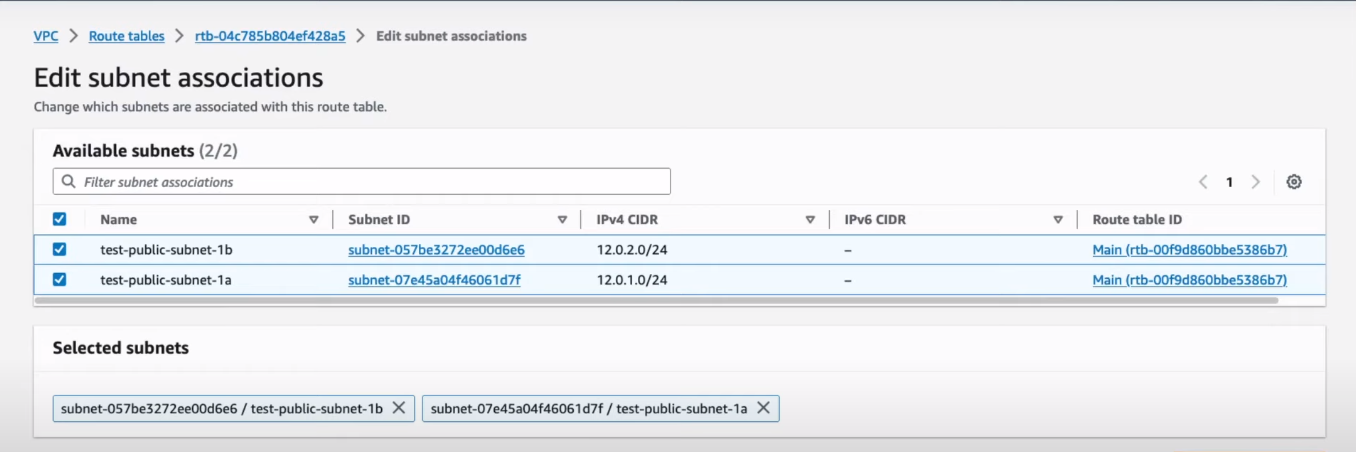 VPC > Route tables > rtb-04c785b804ef428a5 > Edit subnet associations
Edit subnet associations
Change which subnets are associated with this route table.
Available subnets (2/2)
Filter subnet associations
1
Name Subnet ID IPv4 CIDR IPv6 CIDR Route table ID
test-public-subnet-1b subnet-057be3272ee00d6e6 12.0.2.0/24 – Main (rtb-00f9d860bbe5386b7)
test-public-subnet-1a subnet-07e45a04f46061d7f 12.0.1.0/24 – Main (rtb-00f9d860bbe5386b7)
Selected subnets
subnet-057be3272ee00d6e6 / test-public-subnet-1b subnet-07e45a04f46061d7f / test-public-subnet-1a